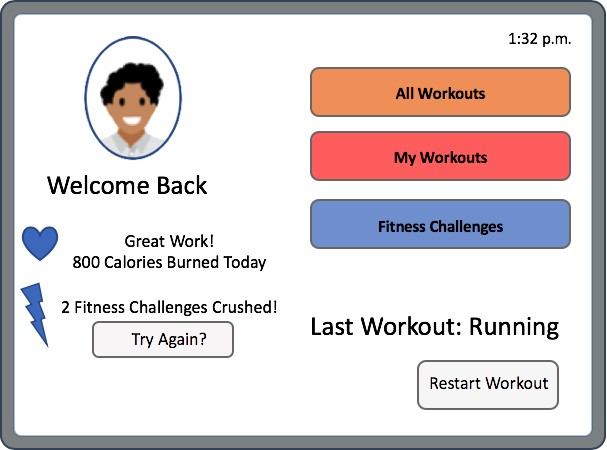 1:32 p.m.
All Workouts
My Workouts
Fitness Challenges
Welcome Back
Great Work!
800 Calories Burned Today
2 Fitness Challenges Crushed!
Try Again?
Last Workout: Running
Restart Workout